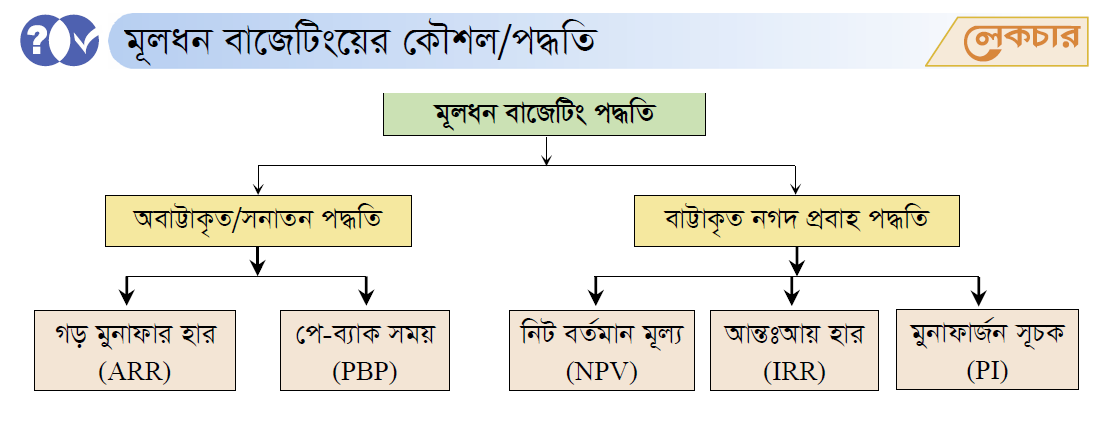 মূলধন বাজেটিংয়ের কৌশল/পদ্ধতি
লেকচার
মূলধন বাজেটিং পদ্ধতি
অবাট্টাকৃত/সনাতন পদ্ধতি
বাট্টাকৃত নগদ প্রবাহ পদ্ধতি
গড় মুনাফার হার
(ARR)
পে-ব্যাক সময়
(PBP)
নিট বর্তমান মূল্য
(NPV)
আন্তঃআয় হার
(IRR)
মুনাফার্জন সূচক
(PI)